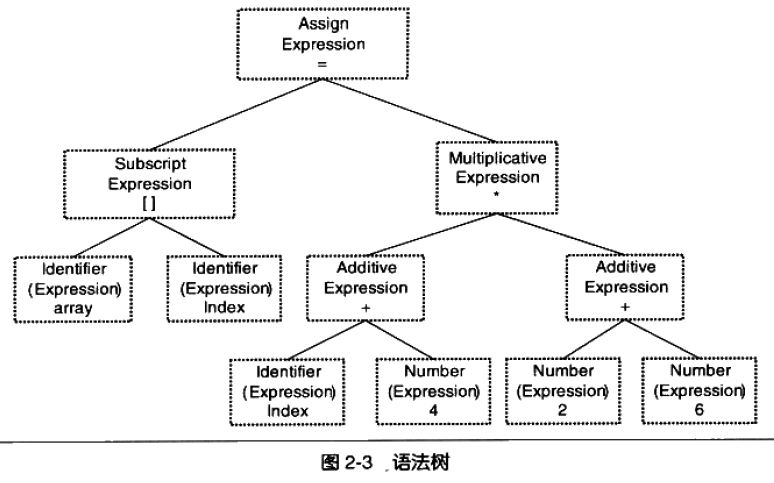 Assign
Expression
=
Subscript
Expression
[ ]
Multiplicative
Expression
*
Identifier
(Expression)
array
Identifier
(Expression)
Index
Additive
Expression
+
Additive
Expression
+
Identifier
(Expression)
Index
Number
(Expression)
4
Number
(Expression)
2
Number
(Expression)
6
图 2-3 语法树